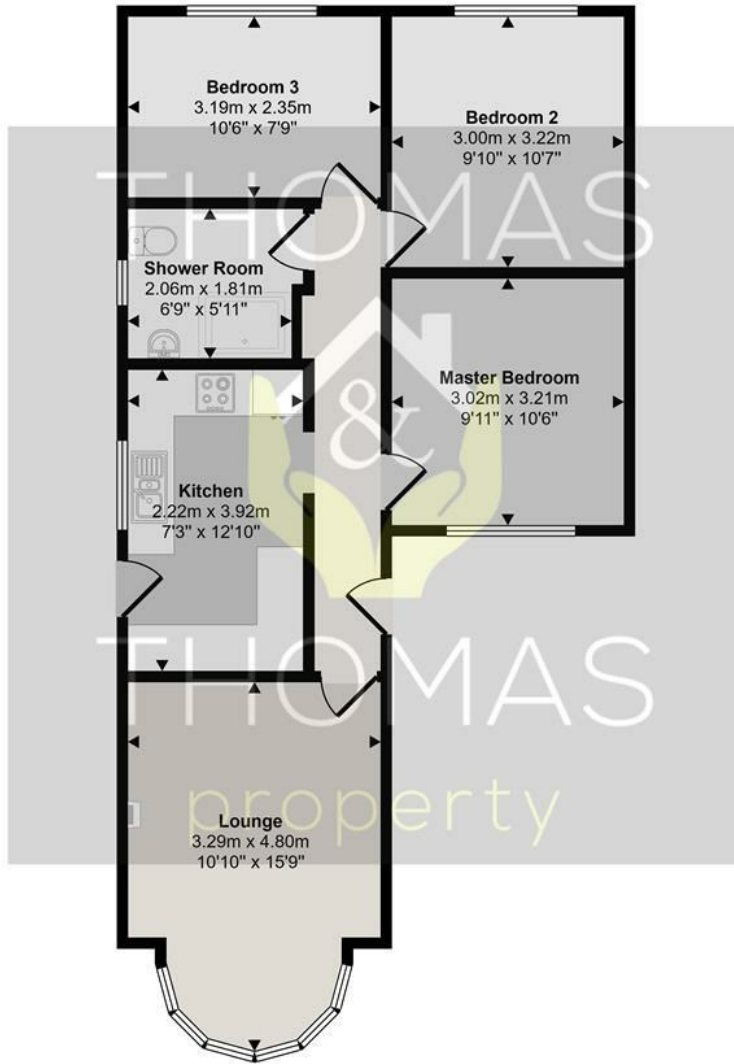 Bedroom 3
3.19m x 2.35m
10'6" x 7'9"
Bedroom 2
3.00m x 3.22m
9'10" x 10'7"
THOMAS
Shower Room
2.06m x 1.81m
6'9" x 5'11"
Master Bedroom
3.02m x 3.21m
9'11" x 10'6"
&
Kitchen
2.22m x 3.92m
7'3" x 12'10"
THOMAS
property
Lounge
3.29m x 4.80m
10'10" x 15'9"